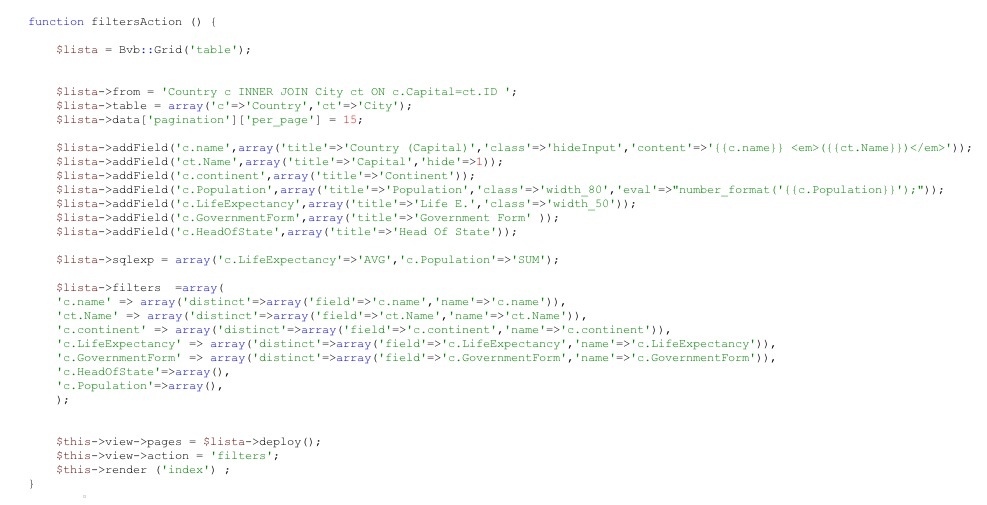 function filtersAction () {
$lista = Bvb::Grid('table');
$lista->from = 'Country c INNER JOIN City ct ON c.Capital=ct.ID ';
$lista->table = array('c'=>'Country','ct'=>'City');
$lista->data['pagination']['per_page'] = 15;
$lista->addField('c.name',array('title'=>'Country (Capital)','class'=>'hideInput','content'=>'{{c.name}} <em>({{ct.Name}})</em>'));
$lista->addField('ct.Name',array('title'=>'Capital','hide'=>1));
$lista->addField('c.continent',array('title'=>'Continent'));
$lista->addField('c.Population',array('title'=>'Population','class'=>'width_80','eval'=>"number_format('{{c.Population}}');"));
$lista->addField('c.LifeExpectancy',array('title'=>'Life E.','class'=>'width_50'));
$lista->addField('c.GovernmentForm',array('title'=>'Government Form' ));
$lista->addField('c.HeadOfState',array('title'=>'Head Of State'));
$lista->sqlexp = array('c.LifeExpectancy'=>'AVG','c.Population'=>'SUM');
$lista->filters  =array(
'c.name' => array('distinct'=>array('field'=>'c.name','name'=>'c.name')),
'ct.Name' => array('distinct'=>array('field'=>'ct.Name','name'=>'ct.Name')),
'c.continent' => array('distinct'=>array('field'=>'c.continent','name'=>'c.continent')),
'c.LifeExpectancy' => array('distinct'=>array('field'=>'c.LifeExpectancy','name'=>'c.LifeExpectancy')),
'c.GovernmentForm' => array('distinct'=>array('field'=>'c.GovernmentForm','name'=>'c.GovernmentForm')),
'c.HeadOfState'=>array(),
'c.Population'=>array(),
);
$this->view->pages = $lista->deploy();
$this->view->action = 'filters';
$this->render ('index') ;
}